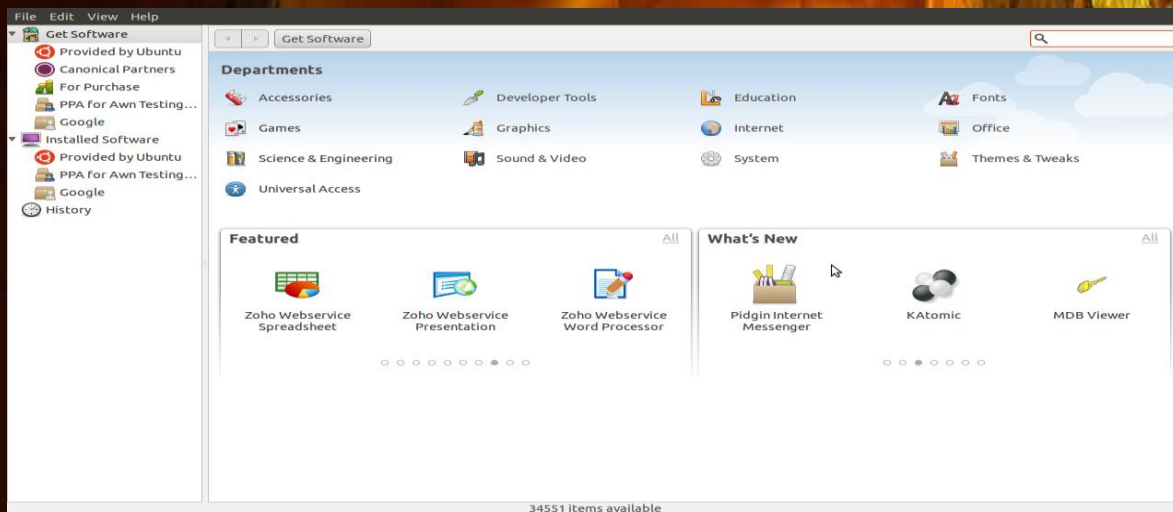 File Edit View Help
Get Software
Provided by Ubuntu
Canonical Partners
For Purchase
PPA for Awn Testing...
Google
Installed Software
Provided by Ubuntu
PPA for Awn Testing...
Google
History
Get Software
Departments
Accessories Developer Tools Education Fonts
Games Graphics Internet Office
Science & Engineering Sound & Video System Themes & Tweaks
Universal Access
Featured All
Zoho Webservice Spreadsheet
Zoho Webservice Presentation
Zoho Webservice Word Processor
What's New All
Pidgin Internet Messenger
KAtomic
MDB Viewer
34551 items available